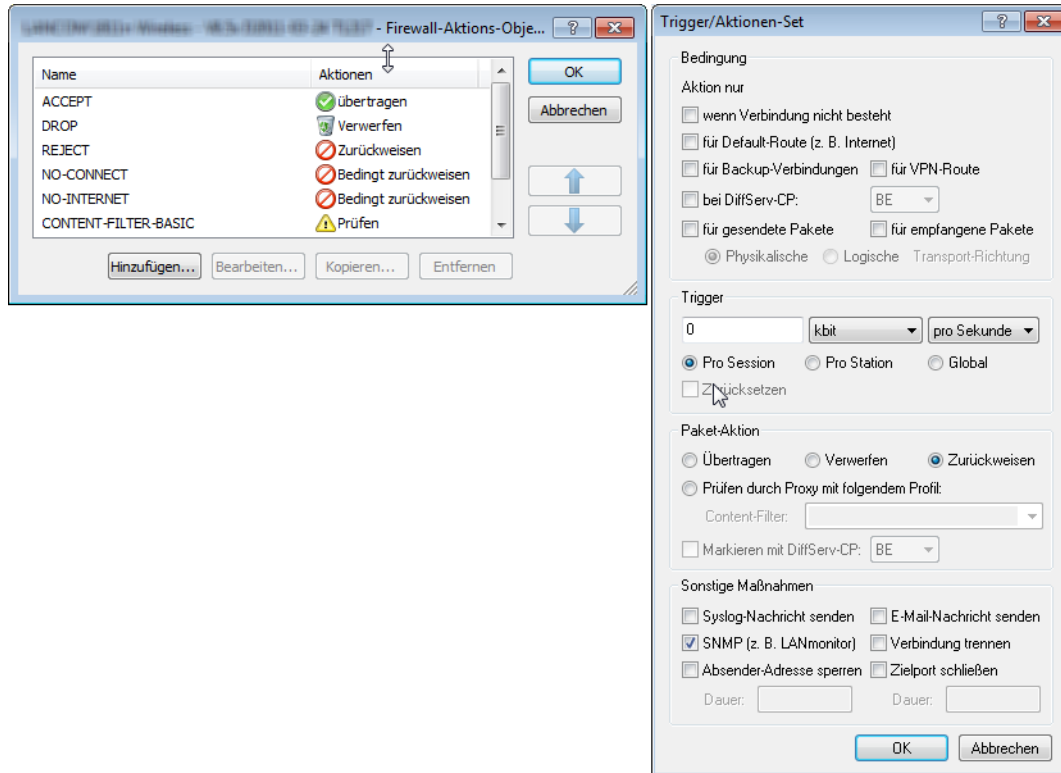 - Firewall-Aktions-Obje...
Name Aktionen
ACCEPT übertragen
DROP Verwerfen
REJECT Zurückweisen
NO-CONNECT Bedingt zurückweisen
NO-INTERNET Bedingt zurückweisen
CONTENT-FILTER-BASIC Prüfen
OK
Abbrechen
Hinzufügen... Bearbeiten... Kopieren... Entfernen
Trigger/Aktionen-Set
Bedingung
Aktion nur
wenn Verbindung nicht besteht
für Default-Route (z. B. Internet)
für Backup-Verbindungen für VPN-Route
bei DiffServ-CP: BE
für gesendete Pakete für empfangene Pakete
Physikalische Logische Transport-Richtung
Trigger
0 kbit pro Sekunde
Pro Session Pro Station Global
Zurücksetzen
Paket-Aktion
Übertragen Verwerfen Zurückweisen
Prüfen durch Proxy mit folgendem Profil:
Content-Filter:
Markieren mit DiffServ-CP: BE
Sonstige Maßnahmen
Syslog-Nachricht senden E-Mail-Nachricht senden
SNMP (z. B. LANmonitor) Verbindung trennen
Absender-Adresse sperren Zielport schließen
Dauer: Dauer:
OK Abbrechen